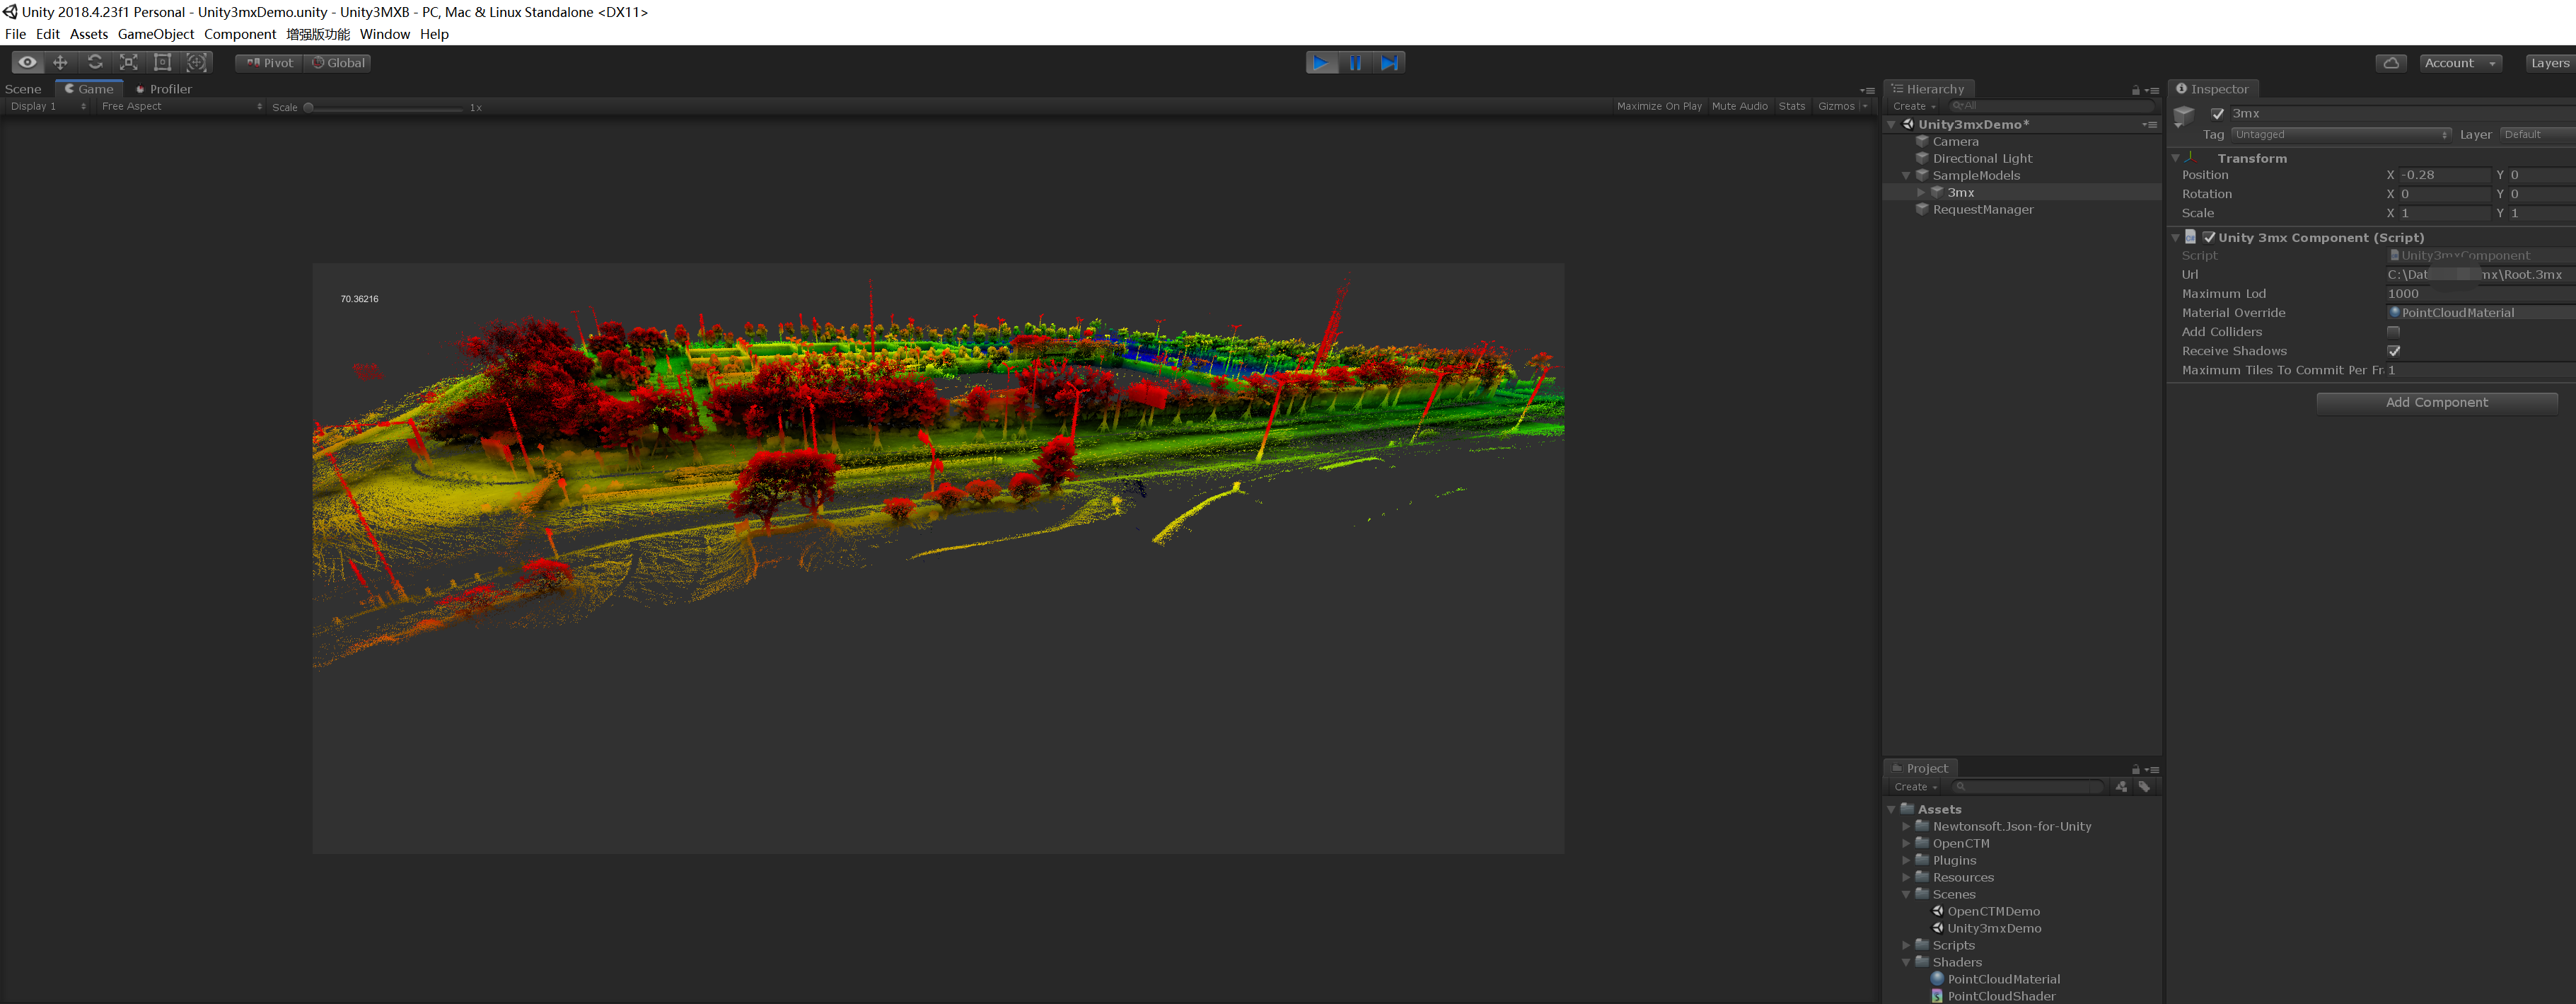 Unity 2018.4.23f1 Personal - Unity3mxDemo.unity - Unity3MXB - PC, Mac & Linux Standalone <DX11>
File Edit Assets GameObject Component 增强版功能 Window Help
Pivot Global Account Layers
Scene Game Profiler
Display 1 Free Aspect Scale 1x Maximize On Play Mute Audio Stats Gizmos
70.36216
Hierarchy
Create All
Unity3mxDemo*
Camera
Directional Light
SampleModels
3mx
RequestManager
Project
Create
Assets
Newtonsoft.Json-for-Unity
OpenCTM
Plugins
Resources
Scenes
OpenCTMDemo
Unity3mxDemo
Scripts
Shaders
PointCloudMaterial
PointCloudShader
Inspector
3mx
Tag Untagged Layer Default
Transform
Position X -0.28 Y 0
Rotation X 0 Y 0
Scale X 1 Y 1
Unity 3mx Component (Script)
Script Unity3mxComponent
Url C:\Dat mx\Root.3mx
Maximum Lod 1000
Material Override PointCloudMaterial
Add Colliders
Receive Shadows
Maximum Tiles To Commit Per Fr 1
Add Component